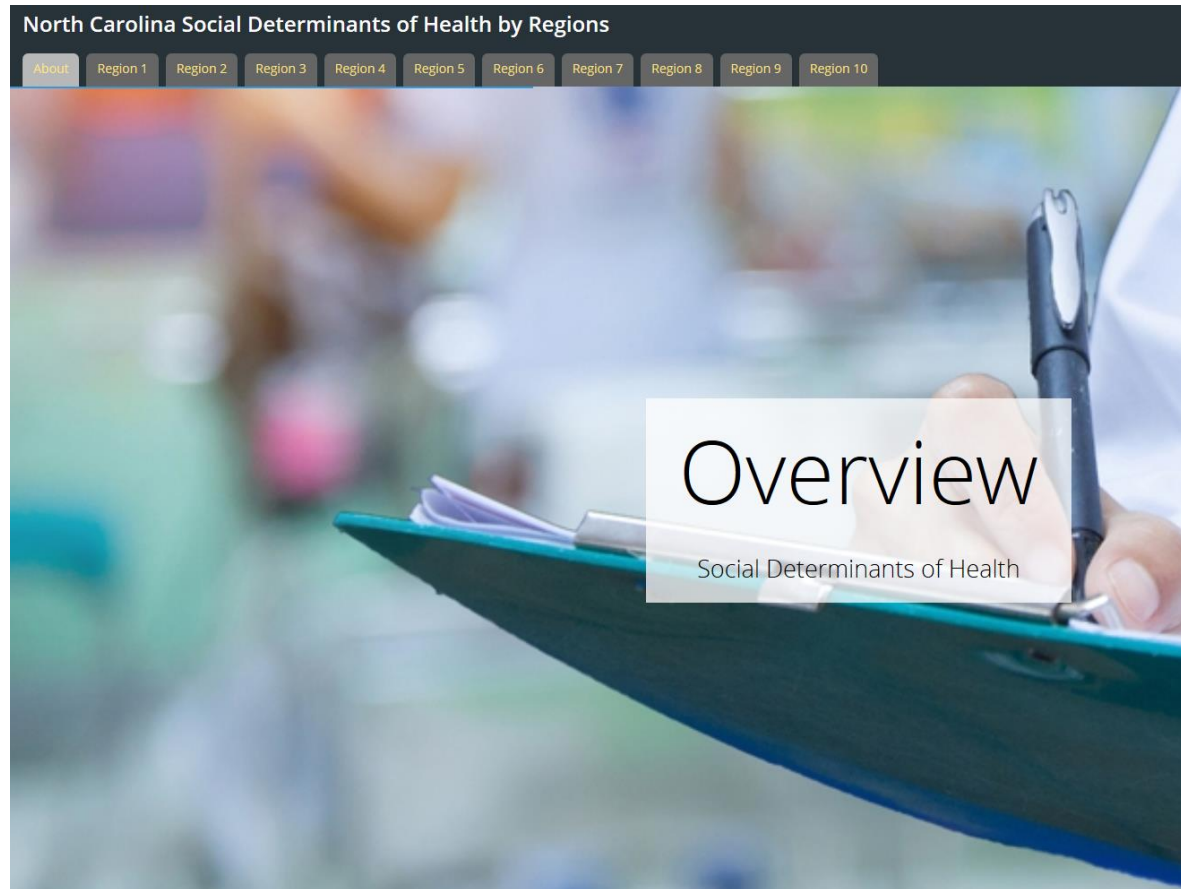 North Carolina Social Determinants of Health by Regions
About Region 1 Region 2 Region 3 Region 4 Region 5 Region 6 Region 7 Region 8 Region 9 Region 10
Overview
Social Determinants of Health